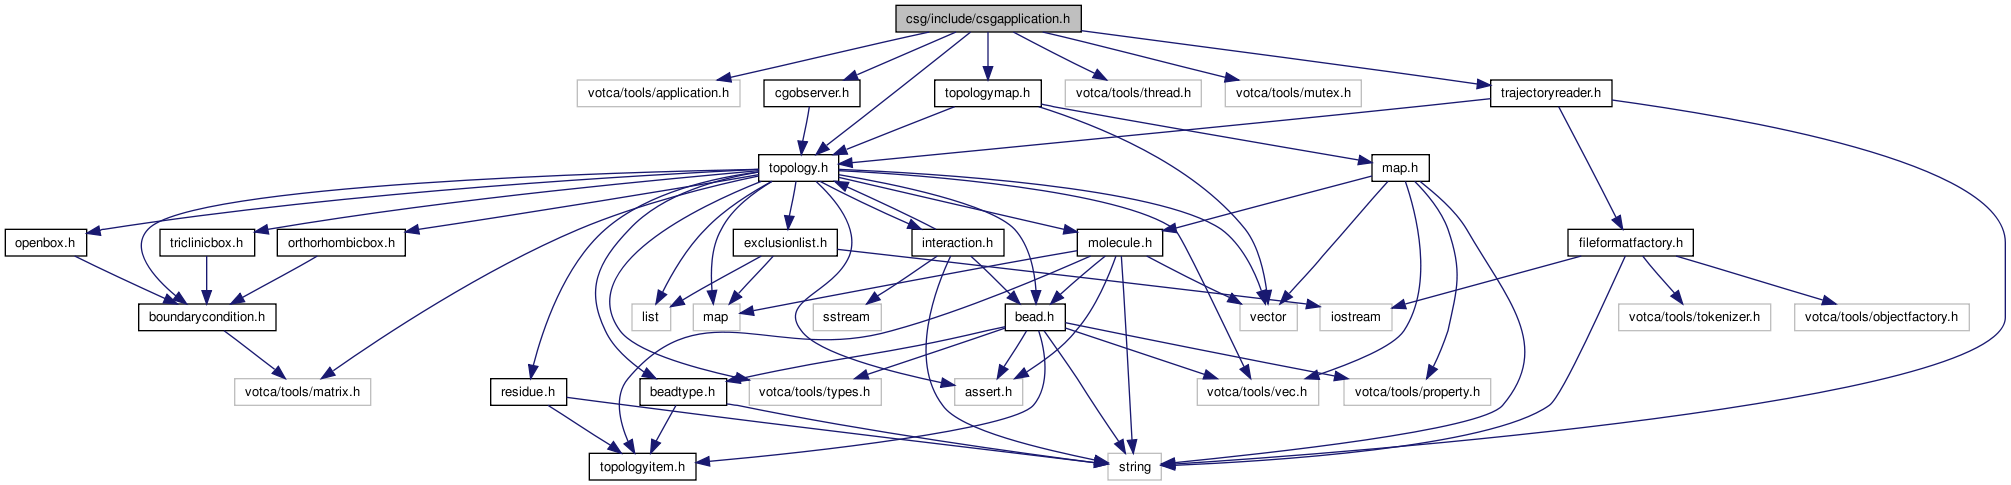 csg/include/csgapplication.h
votca/tools/application.h
cgobserver.h
topologymap.h
votca/tools/thread.h
votca/tools/mutex.h
trajectoryreader.h
topology.h
map.h
openbox.h
triclinicbox.h
orthorhombicbox.h
exclusionlist.h
interaction.h
molecule.h
fileformatfactory.h
boundarycondition.h
list
map
sstream
bead.h
vector
iostream
votca/tools/tokenizer.h
votca/tools/objectfactory.h
votca/tools/matrix.h
residue.h
beadtype.h
votca/tools/types.h
assert.h
votca/tools/vec.h
votca/tools/property.h
topologyitem.h
string